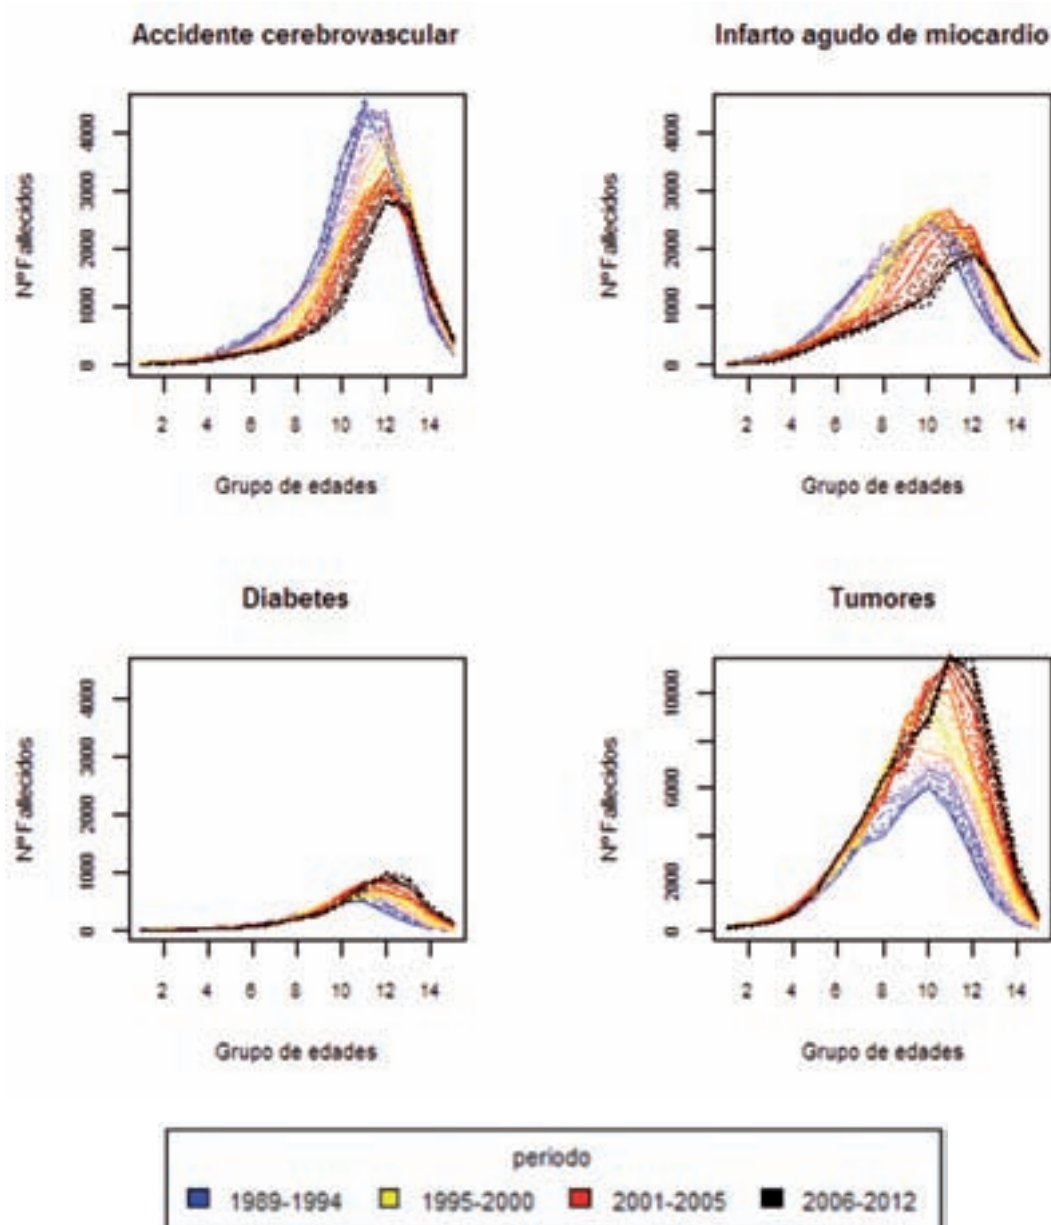 Accidente cerebrovascular
Infarto agudo de miocardio
Nº Fallecidos
0 1000 2000 3000 4000
2 4 6 8 10 12 14
Grupo de edades
Nº Fallecidos
0 1000 2000 3000 4000
2 4 6 8 10 12 14
Grupo de edades
Diabetes
Tumores
Nº Fallecidos
0 1000 2000 3000 4000
2 4 6 8 10 12 14
Grupo de edades
Nº Fallecidos
0 2000 6000 10000
2 4 6 8 10 12 14
Grupo de edades
periodo
1989-1994 1995-2000 2001-2005 2006-2012